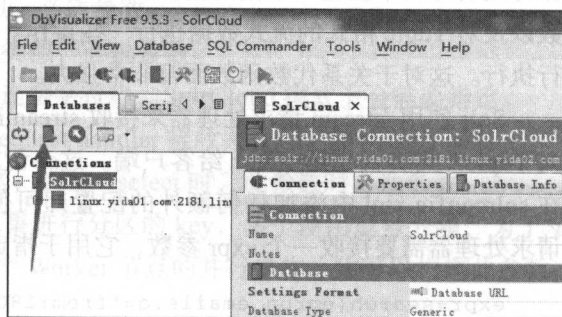 DbVisualizer Free 9.5.3 - SolrCloud
File Edit View Database SQL Commander Tools Window Help
Databases Scrip
SolrCloud
Database Connection: SolrCloud
jdbc:solr://linux.yida01.com:2181,linux.yida02.com
Connections
SolrCloud
linux.yida01.com:2181,linu
Connection Properties Database Info
Connection
Name SolrCloud
Notes
Database
Settings Format Database URL
Database Type Generic